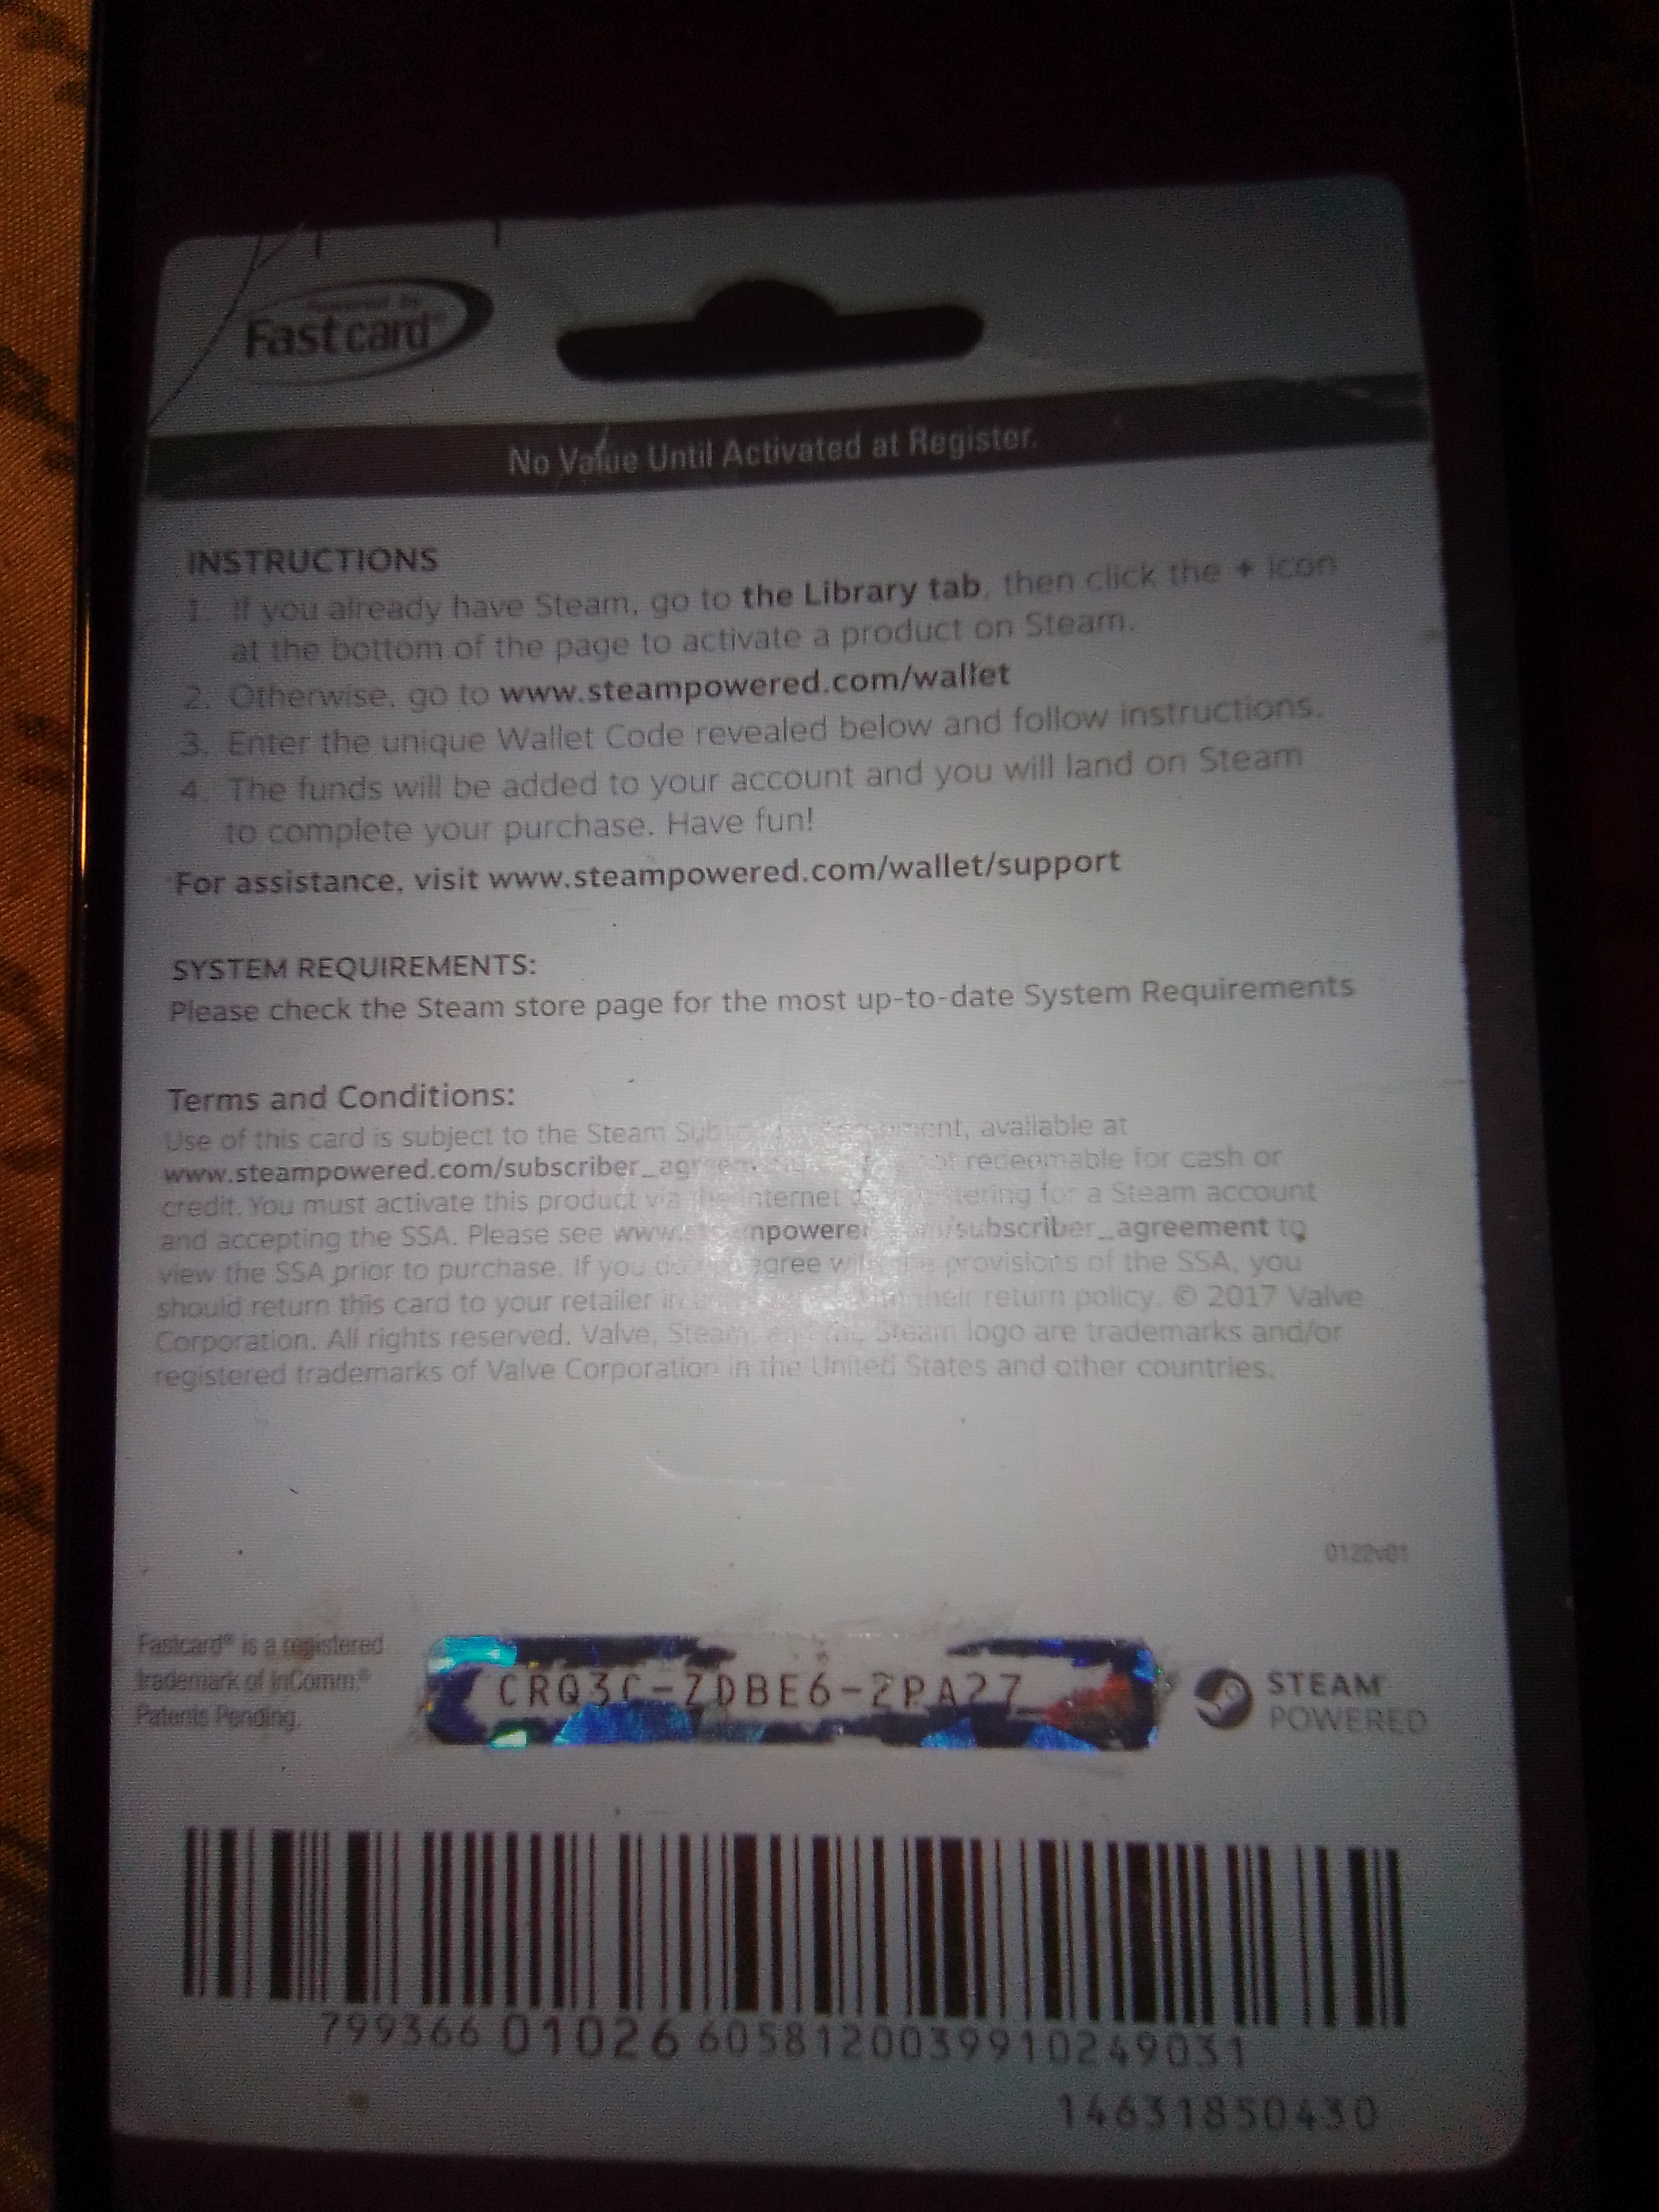 Powered by
Fastcard®
No Value Until Activated at Register.
INSTRUCTIONS
1. If you already have Steam, go to the Library tab, then click the + icon
at the bottom of the page to activate a product on Steam.
2. Otherwise, go to www.steampowered.com/wallet
3. Enter the unique Wallet Code revealed below and follow instructions.
4. The funds will be added to your account and you will land on Steam
to complete your purchase. Have fun!
For assistance, visit www.steampowered.com/wallet/support
SYSTEM REQUIREMENTS:
Please check the Steam store page for the most up-to-date System Requirements
Terms and Conditions:
Use of this card is subject to the Steam available at
redeemable for cash or
credit. You must activate this product via the internet for a Steam account
and accepting the SSA. Please see to
view the SSA prior to purchase. If you agree provisions of the SSA, you
should return this card to your retailer in their return policy. © 2017 Valve
Corporation. All rights reserved. Valve, Steam, Steam logo are trademarks and/or
registered trademarks of Valve Corporation in the United States and other countries.
0122v01
Fastcard® is a registered
trademark of InComm.®
Patents Pending.
STEAM
POWERED
799366 01026 6058120039910249031
14631850430